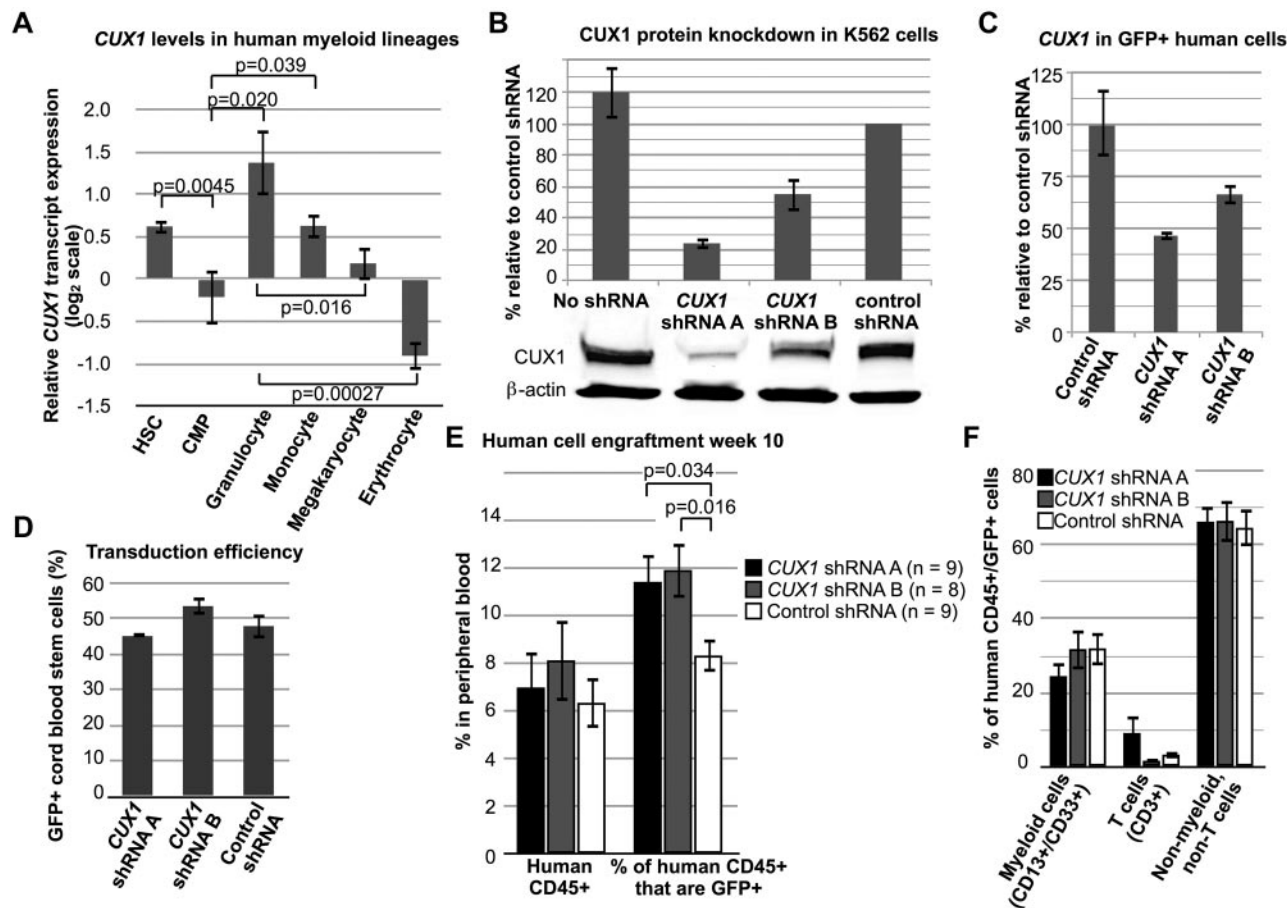 A
CUX1 levels in human myeloid lineages
p=0.039
p=0.020
p=0.0045
p=0.016
p=0.00027
2.0
1.5
1.0
0.5
0
-0.5
-1.0
-1.5
Relative CUX1 transcript expression
(log2 scale)
HSC
CMP
Granulocyte
Monocyte
Megakaryocyte
Erythrocyte
B
CUX1 protein knockdown in K562 cells
% relative to control shRNA
120
100
80
60
40
20
0
No shRNA
CUX1
shRNA A
CUX1
shRNA B
control
shRNA
CUX1
β-actin
C
CUX1 in GFP+ human cells
% relative to control shRNA
125
100
75
50
25
0
Control
shRNA
CUX1
shRNA A
CUX1
shRNA B
D
Transduction efficiency
GFP+ cord blood stem cells (%)
60
50
40
30
20
10
0
CUX1
shRNA A
CUX1
shRNA B
Control
shRNA
E
Human cell engraftment week 10
p=0.034
p=0.016
% in peripheral blood
14
12
10
8
6
4
2
0
CUX1 shRNA A (n = 9)
CUX1 shRNA B (n = 8)
Control shRNA (n = 9)
Human
CD45+
% of human CD45+
that are GFP+
F
% of human CD45+/GFP+ cells
80
60
40
20
0
CUX1 shRNA A
CUX1 shRNA B
Control shRNA
Myeloid cells
(CD13+/CD33+)
T cells
(CD3+)
Non-myeloid,
non-T cells